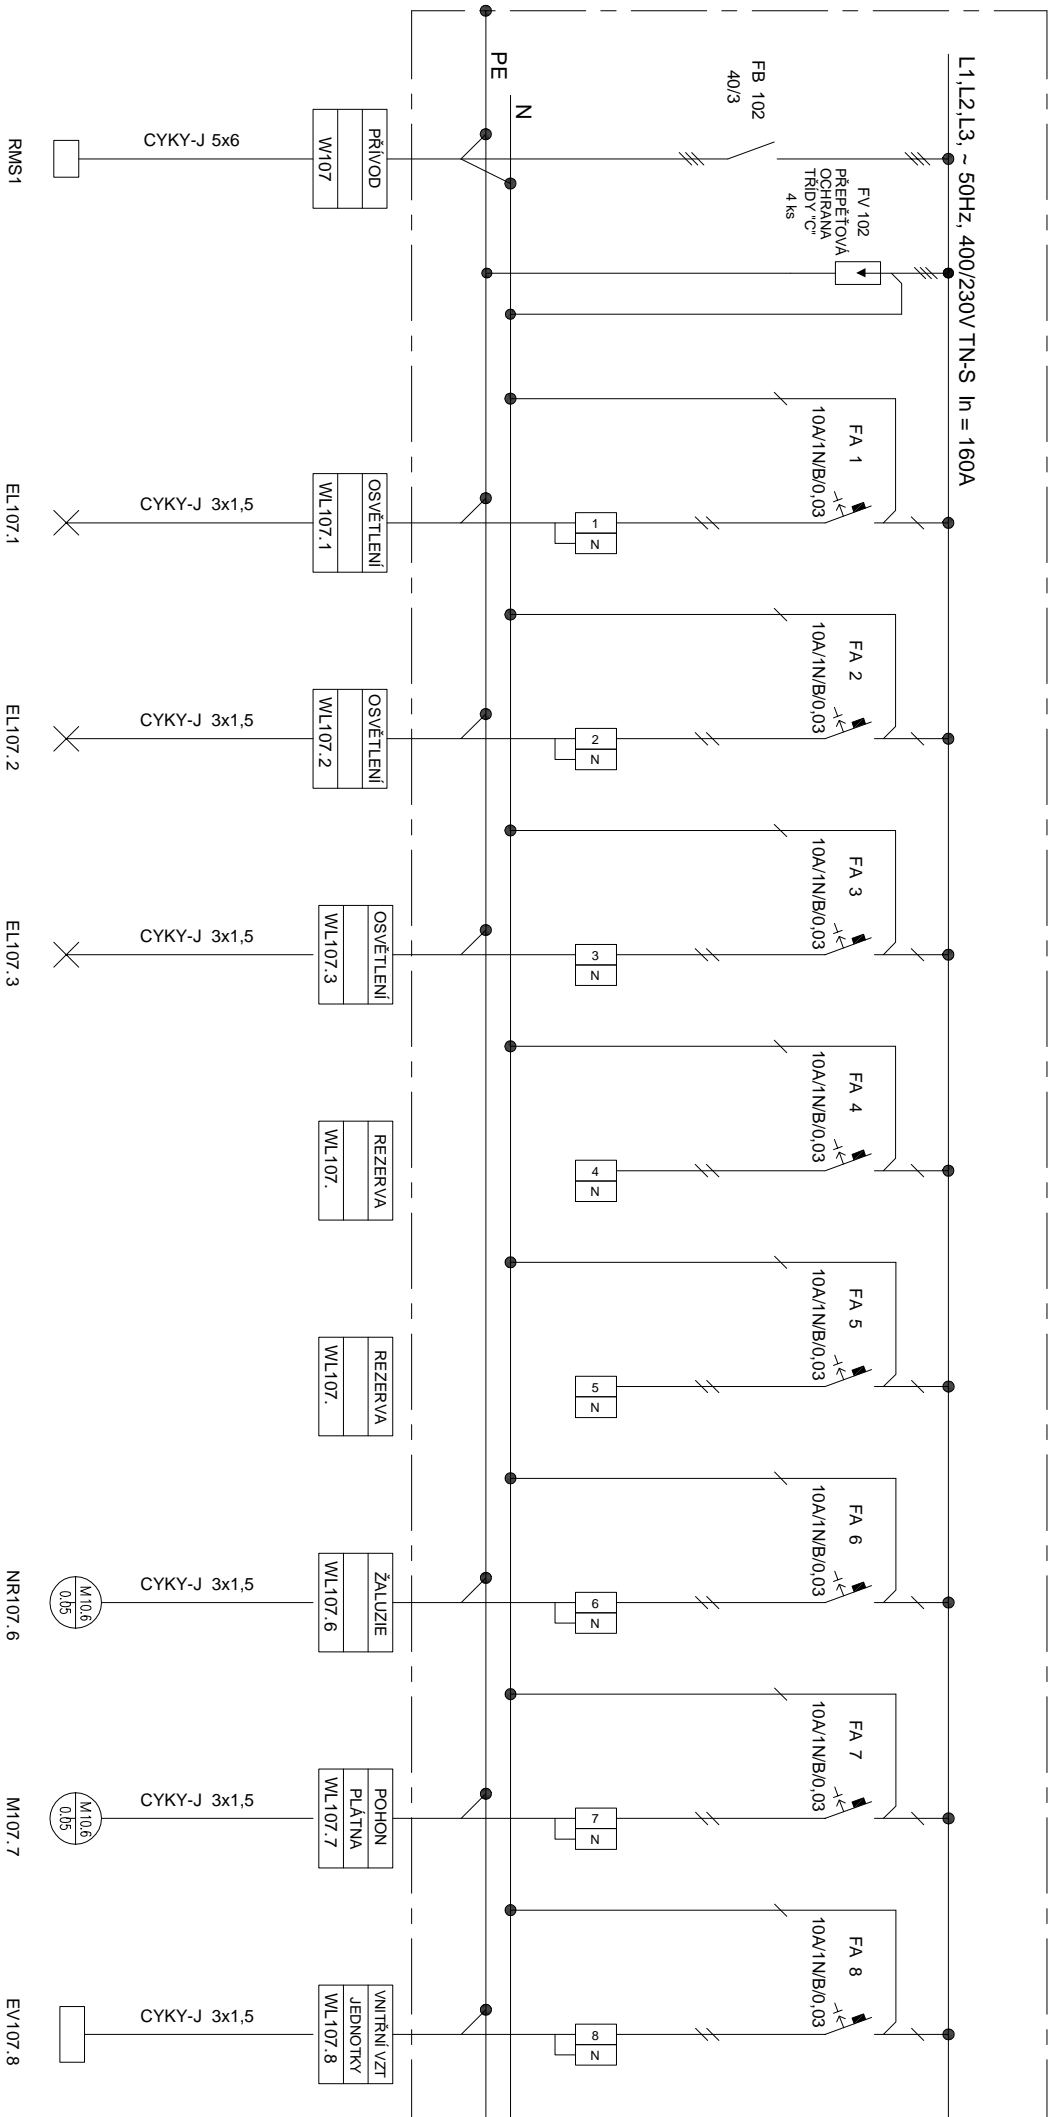 L1,L2,L3, ~ 50Hz, 400/230V TN-S In = 160A
PE
N
FB 102
40/3
FV 102
PŘEPĚŤOVÁ
OCHRANA
TŘÍDY "C"
4 ks
PŘÍVOD
W107
CYKY-J 5x6
RMS1
FA 1
10A/1N/B/0,03
1
N
OSVĚTLENÍ
WL107.1
CYKY-J 3x1,5
EL107.1
FA 2
10A/1N/B/0,03
2
N
OSVĚTLENÍ
WL107.2
CYKY-J 3x1,5
EL107.2
FA 3
10A/1N/B/0,03
3
N
OSVĚTLENÍ
WL107.3
CYKY-J 3x1,5
EL107.3
FA 4
10A/1N/B/0,03
4
N
REZERVA
WL107.
FA 5
10A/1N/B/0,03
5
N
REZERVA
WL107.
FA 6
10A/1N/B/0,03
6
N
ŽALUZIE
WL107.6
CYKY-J 3x1,5
M10.6
0.05
NR107.6
FA 7
10A/1N/B/0,03
7
N
POHON
PLÁTNA
WL107.7
CYKY-J 3x1,5
M10.6
0.05
M107.7
FA 8
10A/1N/B/0,03
8
N
VNITŘNÍ VZT
JEDNOTKY
WL107.8
CYKY-J 3x1,5
EV107.8